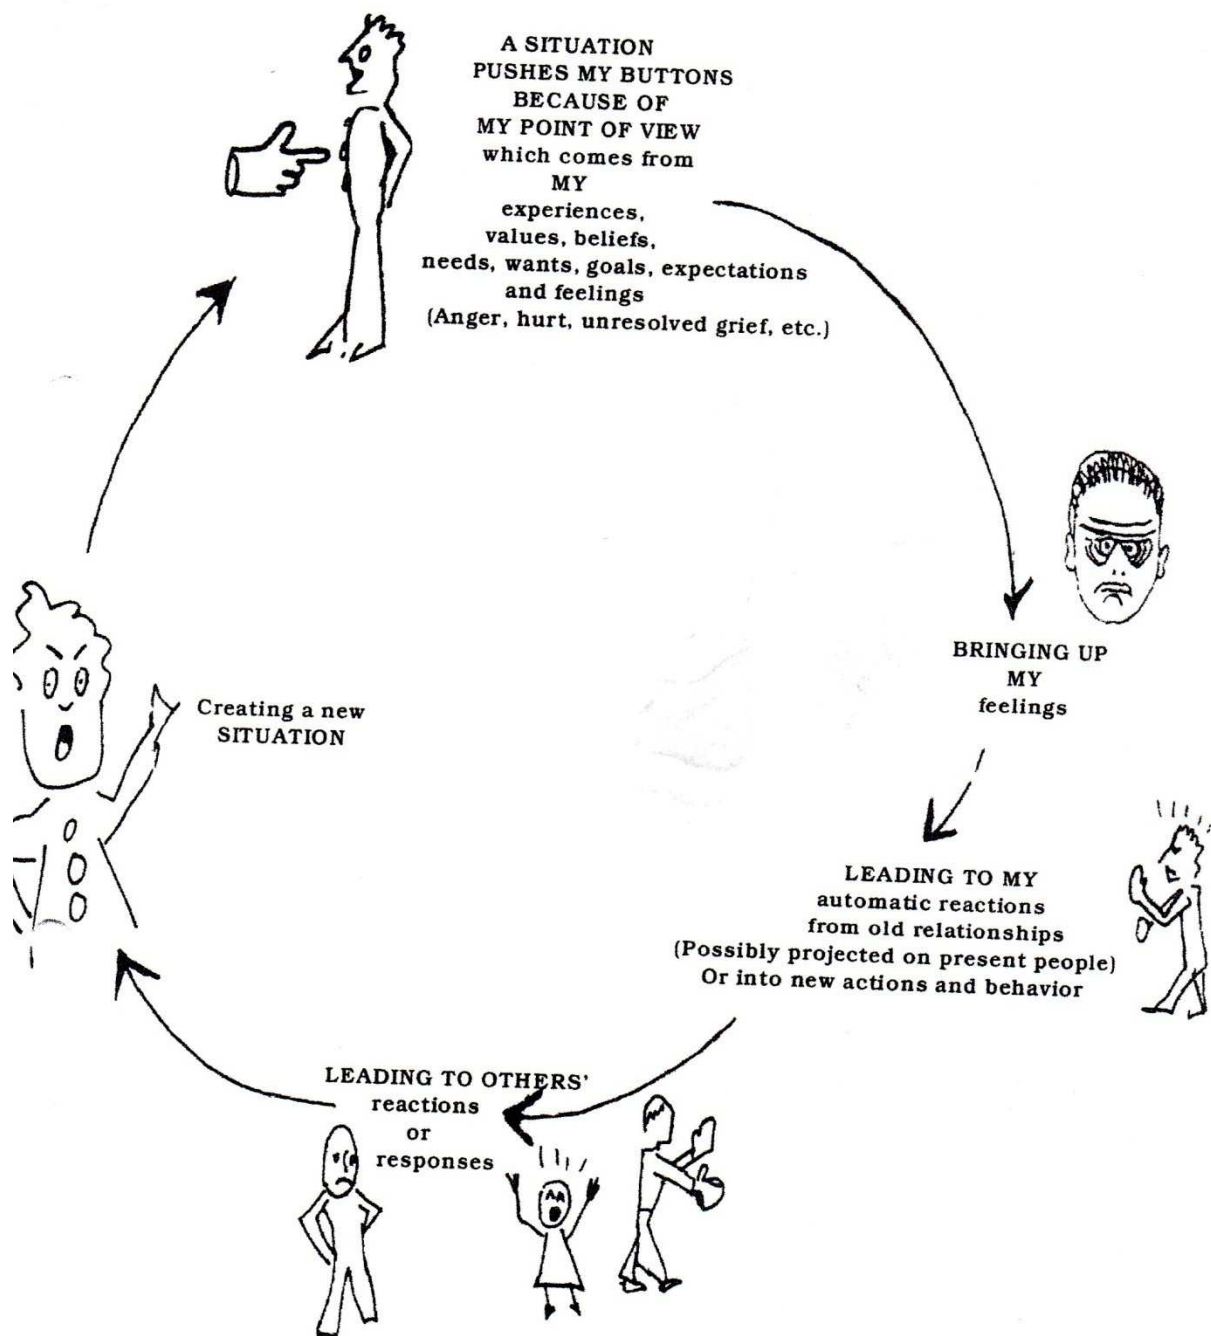 A SITUATION
PUSHES MY BUTTONS
BECAUSE OF
MY POINT OF VIEW
which comes from
MY
experiences,
values, beliefs,
needs, wants, goals, expectations
and feelings
(Anger, hurt, unresolved grief, etc.)
BRINGING UP
MY
feelings
LEADING TO MY
automatic reactions
from old relationships
(Possibly projected on present people)
Or into new actions and behavior
LEADING TO OTHERS'
reactions
or
responses
Creating a new
SITUATION